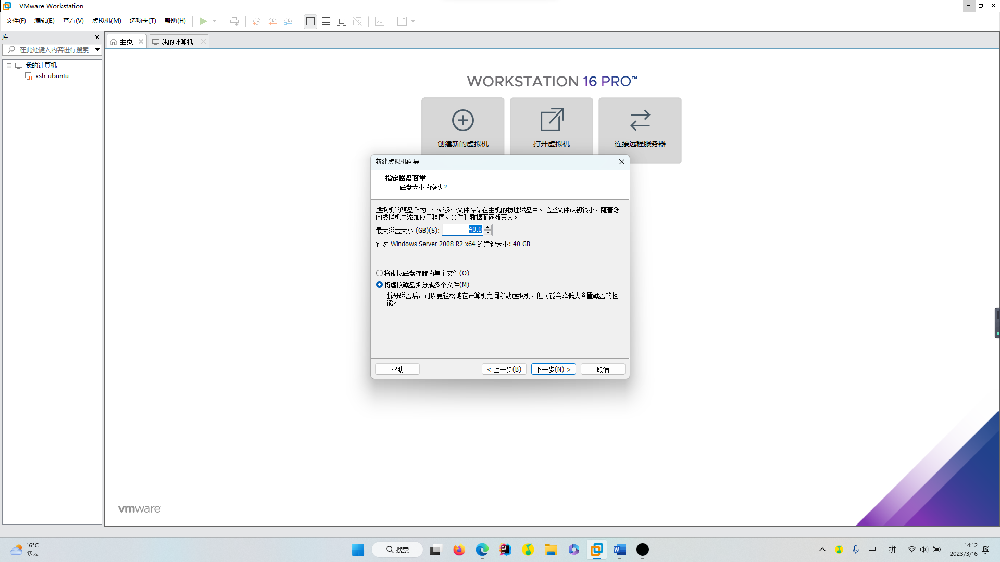 VMware Workstation
文件(F) 编辑(E) 查看(V) 虚拟机(M) 选项卡(T) 帮助(H)
库
在此处键入内容进行搜索
我的计算机
xsh-ubuntu
主页
我的计算机
WORKSTATION 16 PRO™
创建新的虚拟机
打开虚拟机
连接远程服务器
新建虚拟机向导
指定磁盘容量
磁盘大小为多少?
虚拟机的硬盘作为一个或多个文件存储在主机的物理磁盘中。这些文件最初很小，随着您
向虚拟机中添加应用程序、文件和数据而逐渐变大。
最大磁盘大小 (GB)(S): 40.0
针对 Windows Server 2008 R2 x64 的建议大小: 40 GB
将虚拟磁盘存储为单个文件(O)
将虚拟磁盘拆分成多个文件(M)
拆分磁盘后，可以更轻松地在计算机之间移动虚拟机，但可能会降低大容量磁盘的性
能。
帮助
< 上一步(B)
下一步(N) >
取消
vmware
16°C
多云
搜索
中
拼
14:12
2023/3/16